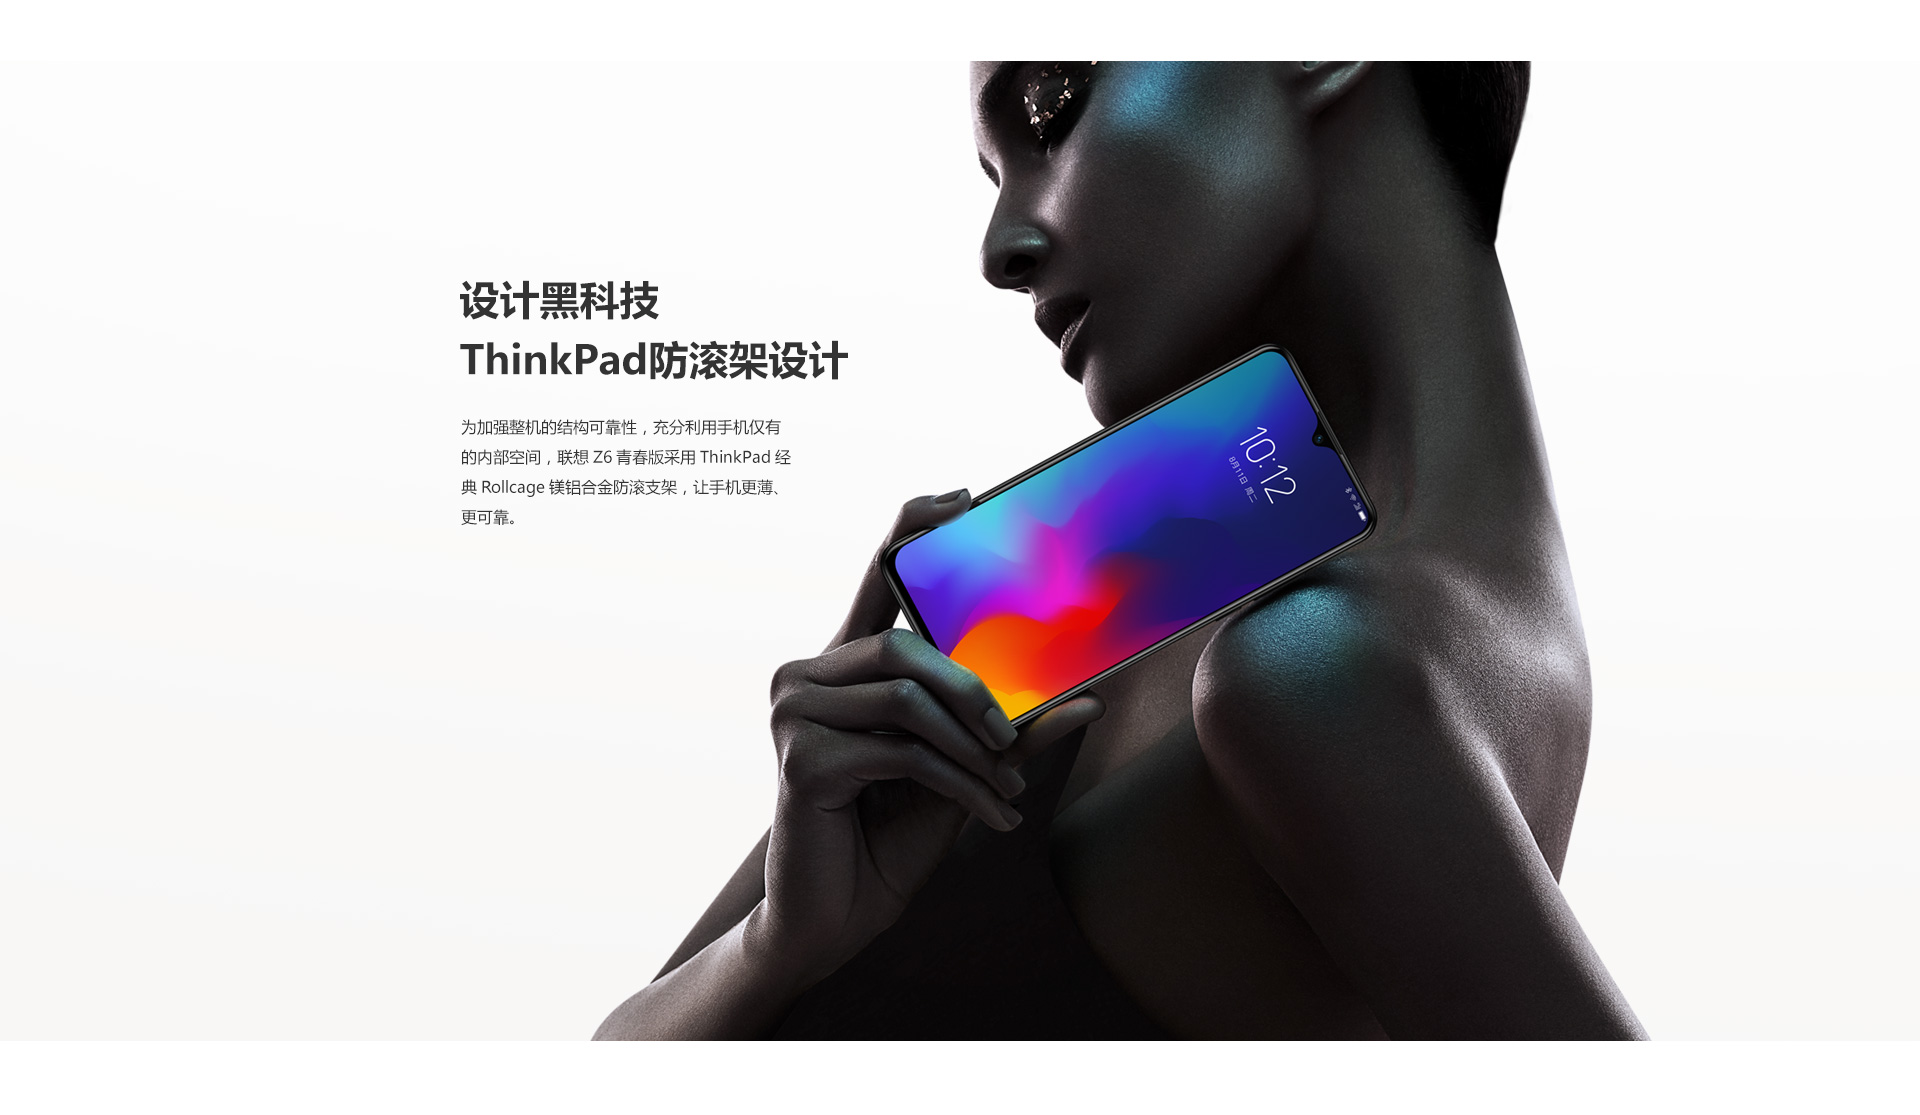 设计黑科技
ThinkPad防滚架设计
为加强整机的结构可靠性，充分利用手机仅有
的内部空间，联想 Z6 青春版采用 ThinkPad 经
典 Rollcage 镁铝合金防滚支架，让手机更薄、
更可靠。
10:12
8月11日 周二